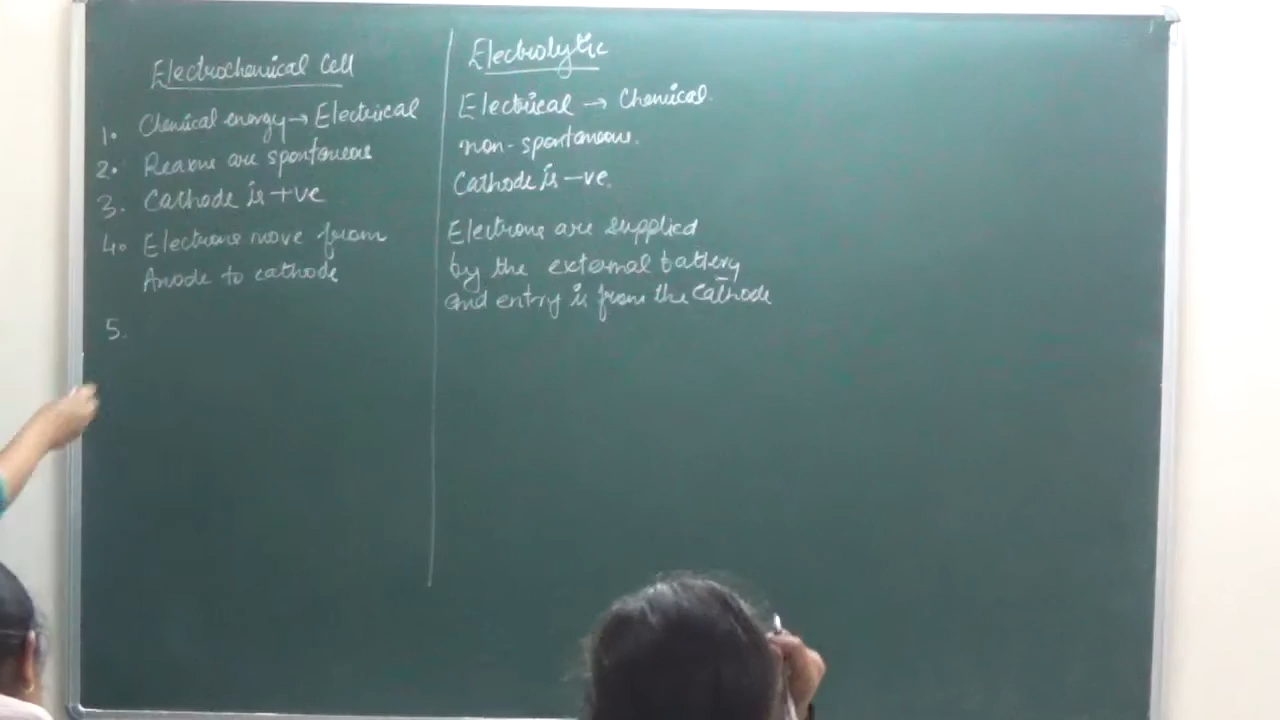 Electrochemical Cell
1. Chemical energy → Electrical
2. Reaxns are spontaneous
3. Cathode is +ve
4. Electrons move from
Anode to cathode
5.
Electrolytic
Electrical → Chemical.
non-spontaneous.
Cathode is -ve.
Electrons are supplied
by the external battery
and entry is from the Cathode